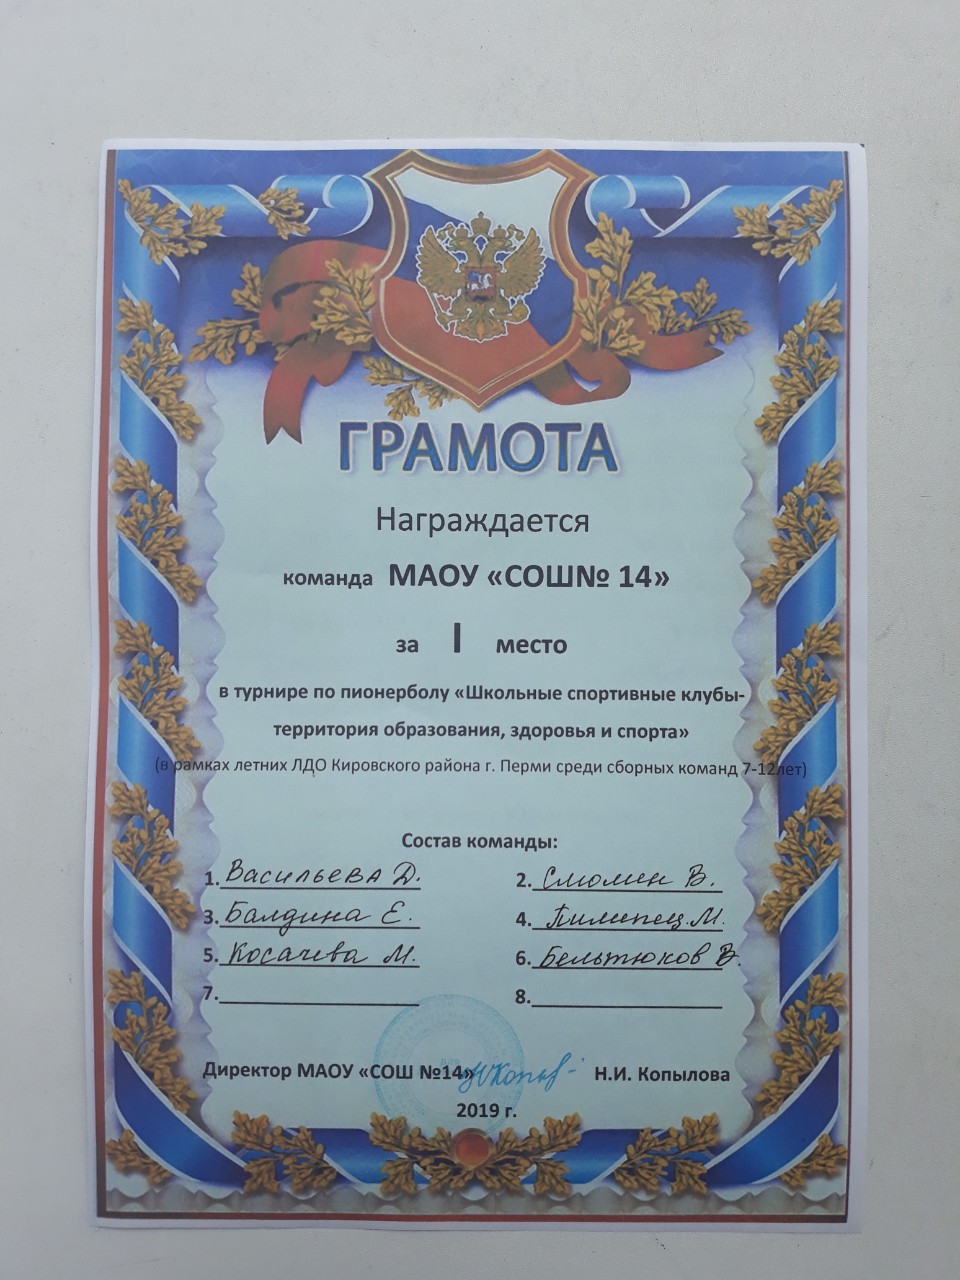 ГРАМОТА
Награждается
команда МАОУ «СОШ№ 14»
за I место
в турнире по пионерболу «Школьные спортивные клубы-
территория образования, здоровья и спорта»
(в рамках летних ЛДО Кировского района г. Перми среди сборных команд 7-12лет)
Состав команды:
1. Васильева Д. 2. Смолин В.
3. Балдина Е. 4. Пилипец М.
5. Косачева М. 6. Бельтюков В.
7. 8.
Директор МАОУ «СОШ №14» Н.И. Копылова
2019 г.